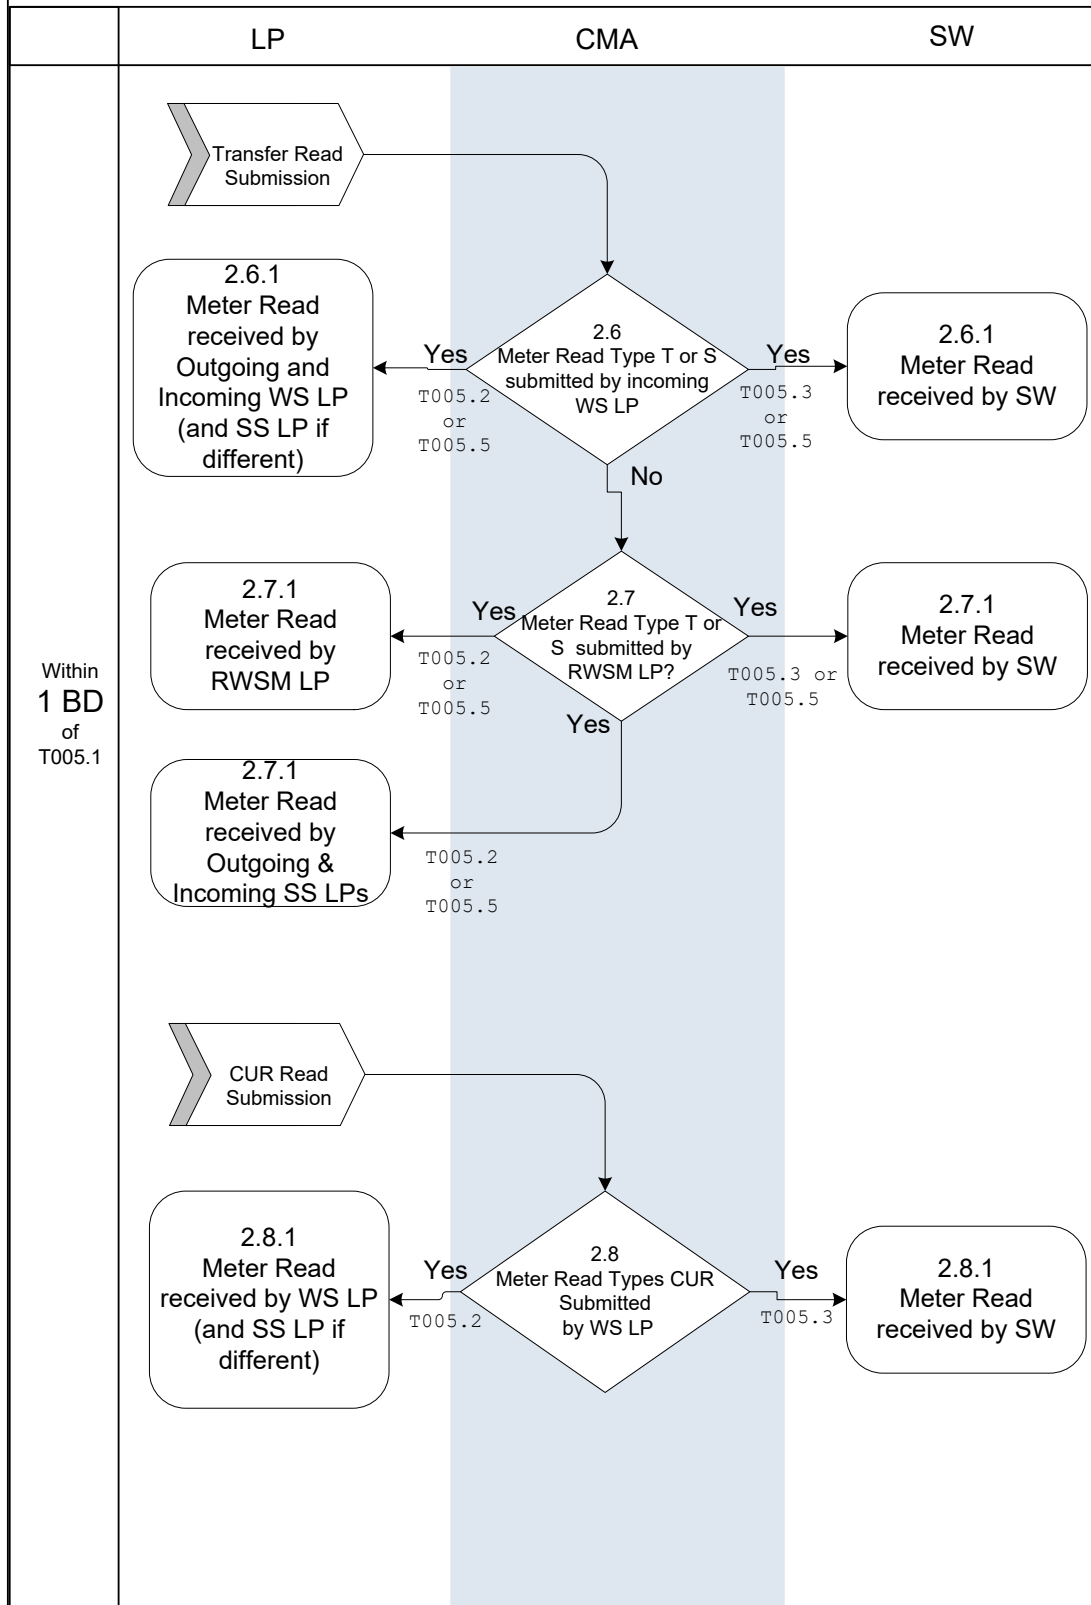 LP
CMA
SW
Transfer Read
Submission
2.6.1
Meter Read
received by
Outgoing and
Incoming WS LP
(and SS LP if
different)
Yes
T005.2
or
T005.5
2.6
Meter Read Type T or S
submitted by incoming
WS LP
Yes
T005.3
or
T005.5
2.6.1
Meter Read
received by SW
No
Within
1 BD
of
T005.1
2.7.1
Meter Read
received by
RWSM LP
Yes
T005.2
or
T005.5
2.7
Meter Read Type T or
S submitted by
RWSM LP?
Yes
T005.3 or
T005.5
2.7.1
Meter Read
received by SW
Yes
2.7.1
Meter Read
received by
Outgoing &
Incoming SS LPs
T005.2
or
T005.5
CUR Read
Submission
2.8.1
Meter Read
received by WS LP
(and SS LP if
different)
Yes
T005.2
2.8
Meter Read Types CUR
Submitted
by WS LP
Yes
T005.3
2.8.1
Meter Read
received by SW